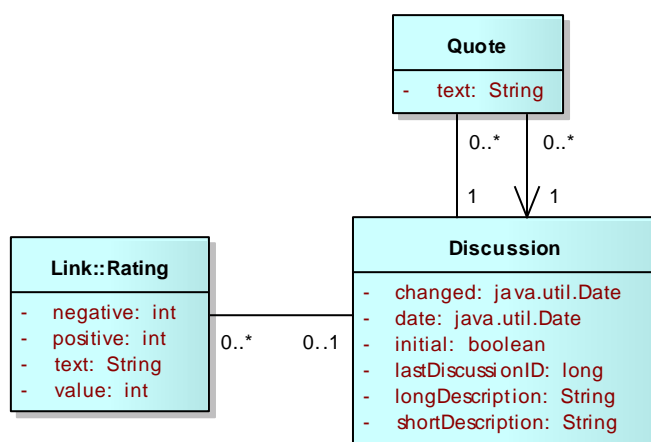 Quote
- text: String
0..* 0..*
1 1
Discussion
- changed: java.util.Date
- date: java.util.Date
- initial: boolean
- lastDiscussionID: long
- longDescription: String
- shortDescription: String
Link::Rating
- negative: int
- positive: int
- text: String
- value: int
0..* 0..1